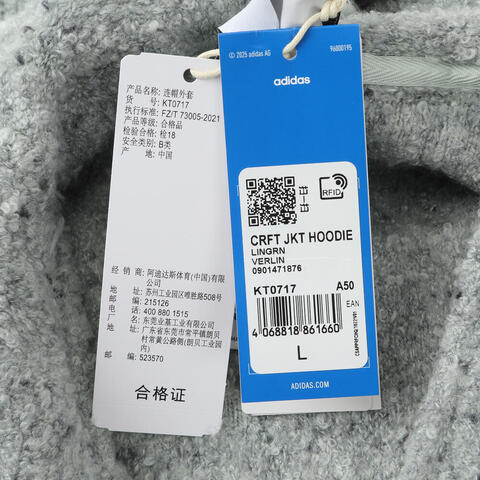 产品名称: 连帽外套
货 号: KT0717
执行标准: FZ/T 73005-2021
产品等级: 合格品
检验合格: 检18
安全类别: B类
产 地: 中国
经 销 商: 阿迪达斯体育(中国)有限公司
地 址: 苏州工业园区唯胜路508号
邮 编: 215126
电 话: 400 880 1515
制 造 商: 东莞业基工业有限公司
地 址: 广东省东莞市常平镇朗贝村常黄公路侧(朗贝工业园)内
邮 编: 523570
合格证
© 2025 adidas AG
96000195
adidas
RFID
CRFT JKT HOODIE
LINGRN
VERLIN
0901471876
KT0717 A50
EAN
4 068818 861660
L
ADIDAS.COM